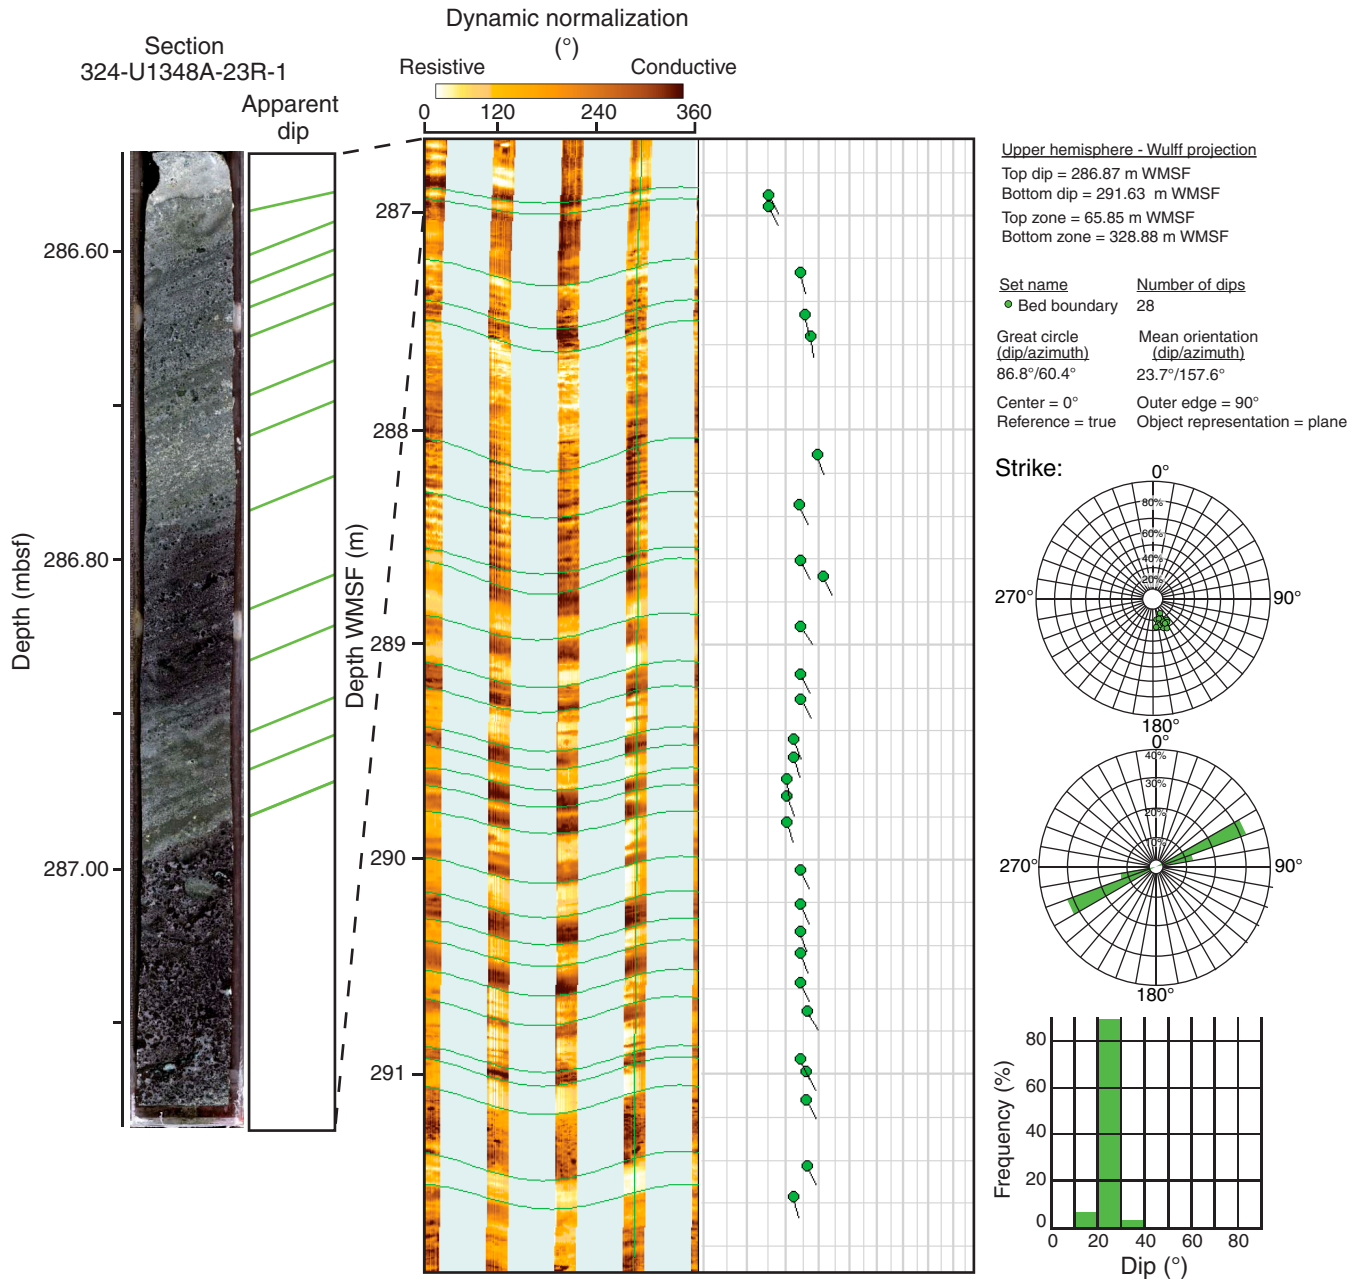 Section
324-U1348A-23R-1
Apparent
dip
Depth (mbsf)
286.60
286.80
287.00
Dynamic normalization
(°)
Resistive
Conductive
0
120
240
360
Depth WMSF (m)
287
288
289
290
291
Upper hemisphere - Wulff projection
Top dip = 286.87 m WMSF
Bottom dip = 291.63 m WMSF
Top zone = 65.85 m WMSF
Bottom zone = 328.88 m WMSF
Set name
Number of dips
Bed boundary
28
Great circle
(dip/azimuth)
Mean orientation
(dip/azimuth)
86.8°/60.4°
23.7°/157.6°
Center = 0°
Outer edge = 90°
Reference = true
Object representation = plane
Strike:
0°
80%
60%
40%
20%
270°
90°
180°
0°
40%
30%
20%
270°
90°
180°
Frequency (%)
80
60
40
20
0
0
20
40
60
80
Dip (°)